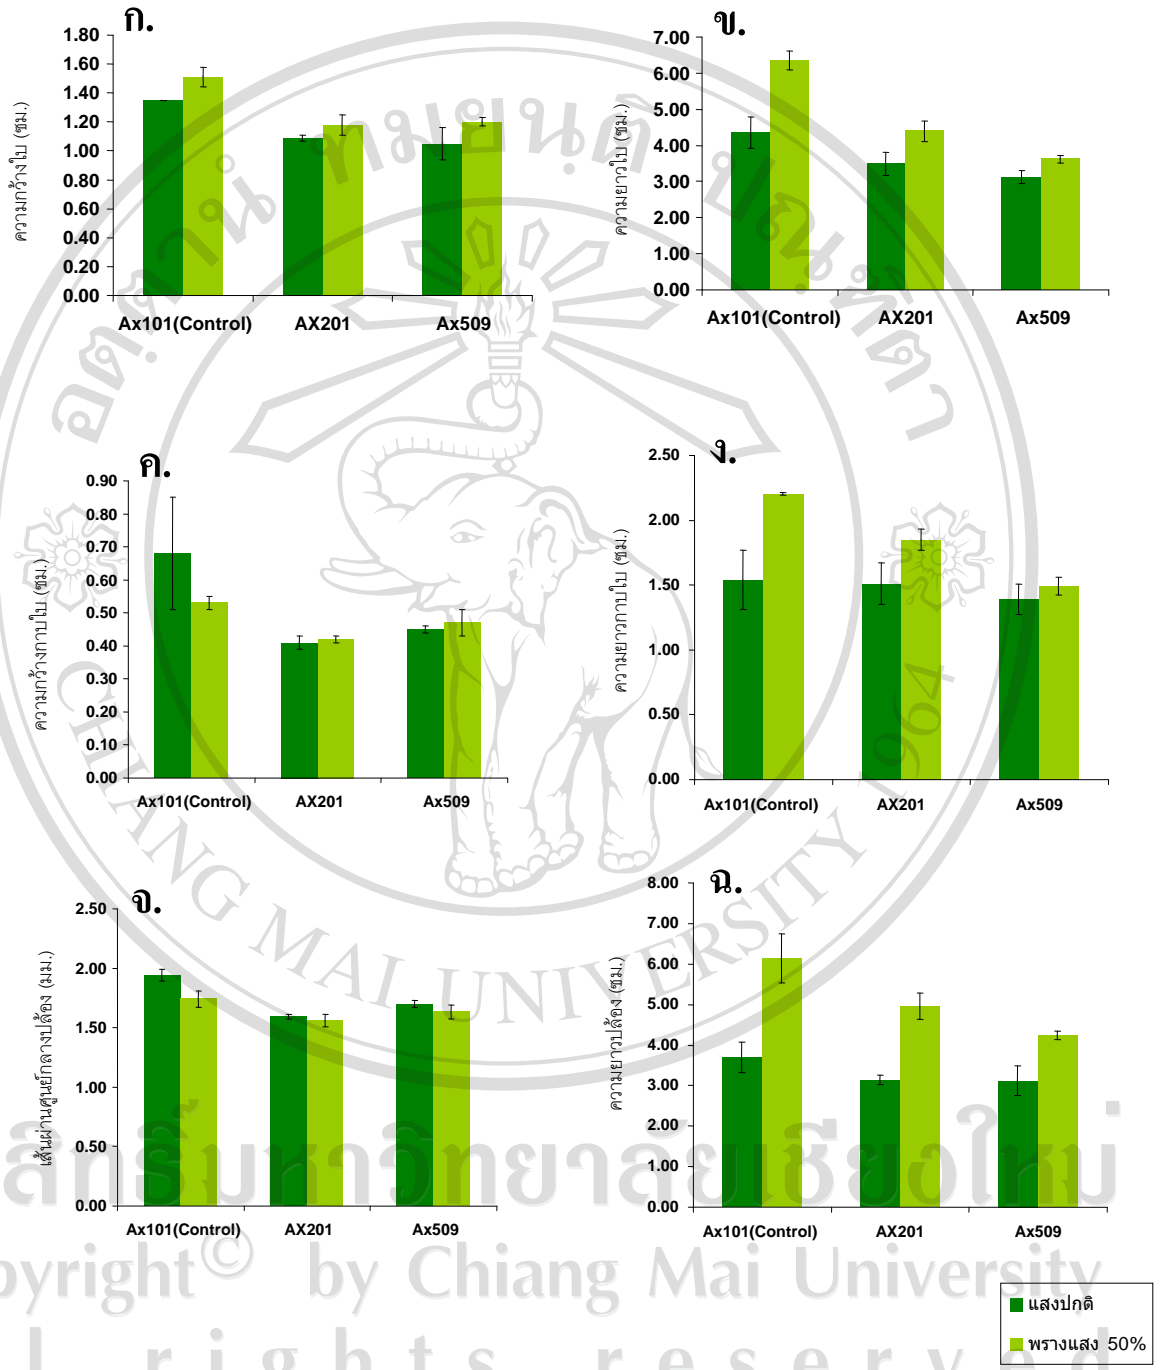 ก.
1.80
1.60
1.40
1.20
1.00
0.80
0.60
0.40
0.20
0.00
ความกว้างใบ (ซม.)
Ax101(Control) AX201 Ax509
ข.
7.00
6.00
5.00
4.00
3.00
2.00
1.00
0.00
ความยาวใบ (ซม.)
Ax101(Control) AX201 Ax509
ค.
0.90
0.80
0.70
0.60
0.50
0.40
0.30
0.20
0.10
0.00
ความกว้างกาบใบ (ซม.)
Ax101(Control) AX201 Ax509
ง.
2.50
2.00
1.50
1.00
0.50
0.00
ความยาวกาบใบ (ซม.)
Ax101(Control) AX201 Ax509
จ.
2.50
2.00
1.50
1.00
0.50
0.00
เส้นผ่านศูนย์กลางปล้อง (มม.)
Ax101(Control) AX201 Ax509
ฉ.
8.00
7.00
6.00
5.00
4.00
3.00
2.00
1.00
0.00
ความยาวปล้อง (ซม.)
Ax101(Control) AX201 Ax509
แสงปกติ
พรางแสง 50%
CHIANG MAI UNIVERSITY 1964
มหาวิทยาลัยเชียงใหม่
by Chiang Mai University
reserved